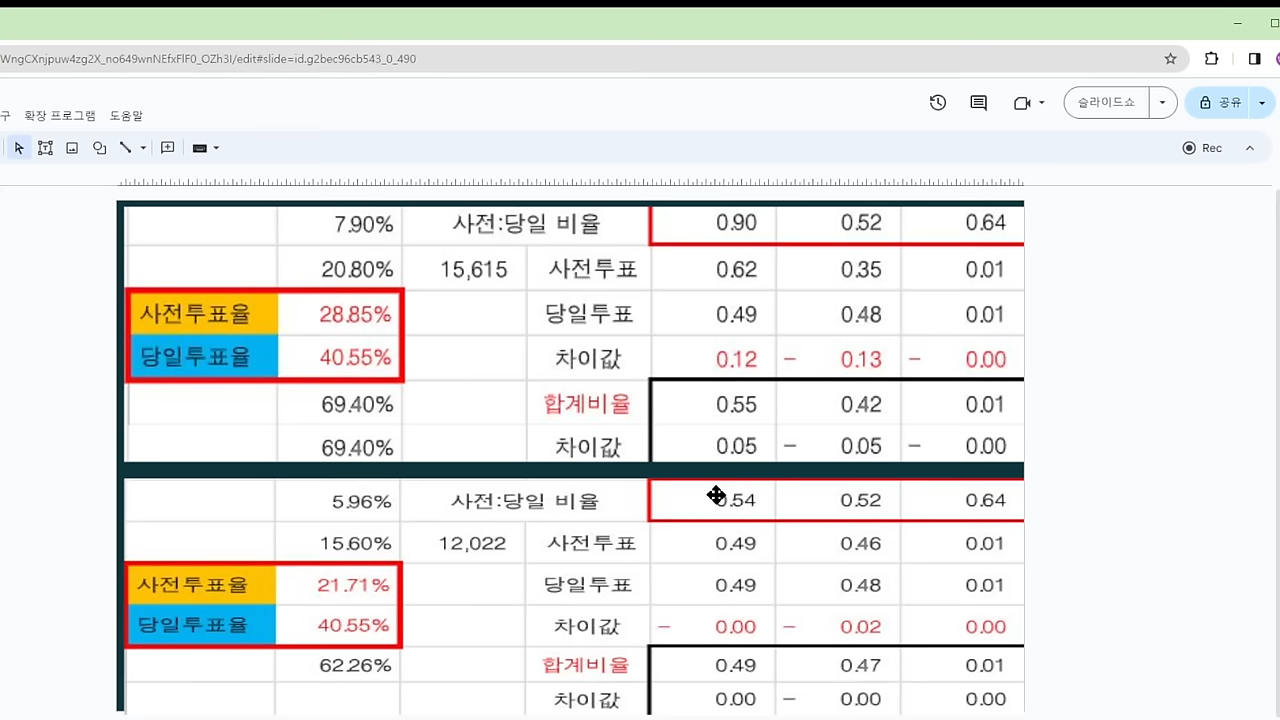 WngCXnjpuw4zg2X_no649wnNEfxFlF0_OZh3I/edit#slide=id.g2bec96cb543_0_490
구 확장 프로그램 도움말
슬라이드쇼
공유
Rec
7.90% 사전:당일 비율 0.90 0.52 0.64
20.80% 15,615 사전투표 0.62 0.35 0.01
사전투표율 28.85% 당일투표 0.49 0.48 0.01
당일투표율 40.55% 차이값 0.12 – 0.13 – 0.00
69.40% 합계비율 0.55 0.42 0.01
69.40% 차이값 0.05 – 0.05 – 0.00
5.96% 사전:당일 비율 0.54 0.52 0.64
15.60% 12,022 사전투표 0.49 0.46 0.01
사전투표율 21.71% 당일투표 0.49 0.48 0.01
당일투표율 40.55% 차이값 – 0.00 – 0.02 0.00
62.26% 합계비율 0.49 0.47 0.01
차이값 0.00 – 0.00 0.00